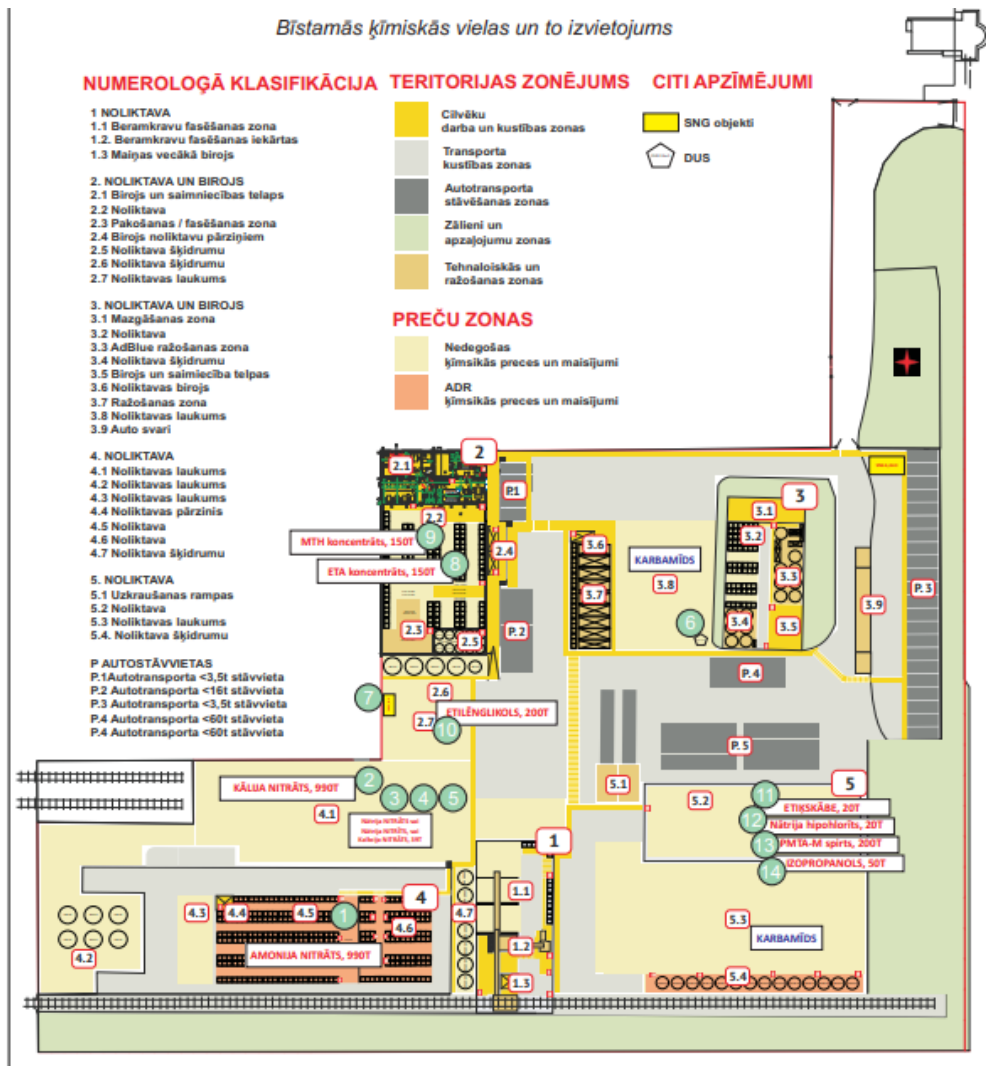 Bīstamās ķīmiskās vielas un to izvietojums
NUMEROLOĢĀ KLASIFIKĀCIJA
1 NOLIKTAVA
1.1 Beramkravu fasēšanas zona
1.2. Beramkravu fasēšanas iekārtas
1.3 Maiņas vecākā birojs
2. NOLIKTAVA UN BIROJS
2.1 Birojs un saimniecības telaps
2.2 Noliktava
2.3 Pakošanas / fasēšanas zona
2.4 Birojs noliktavu pārziņiem
2.5 Noliktava šķidrumu
2.6 Noliktava šķidrumu
2.7 Noliktavas laukums
3. NOLIKTAVA UN BIROJS
3.1 Mazgāšanas zona
3.2 Noliktava
3.3 AdBlue ražošanas zona
3.4 Noliktava šķidrumu
3.5 Birojs un saimiecība telpas
3.6 Noliktavas birojs
3.7 Ražošanas zona
3.8 Noliktavas laukums
3.9 Auto svari
4. NOLIKTAVA
4.1 Noliktavas laukums
4.2 Noliktavas laukums
4.3 Noliktavas laukums
4.4 Noliktavas pārzinis
4.5 Noliktava
4.6 Noliktava
4.7 Noliktava šķidrumu
5. NOLIKTAVA
5.1 Uzkraušanas rampas
5.2 Noliktava
5.3 Noliktavas laukums
5.4. Noliktava šķidrumu
P AUTOSTĀVVIETAS
P.1Autotransporta <3,5t stāvvieta
P.2 Autotransporta <16t stāvvieta
P.3 Autotransporta <3,5t stāvvieta
P.4 Autotransporta <60t stāvvieta
P.4 Autotransporta <60t stāvvieta
TERITORIJAS ZONĒJUMS
Cilvēku
darba un kustības zonas
Transporta
kustības zonas
Autotransporta
stāvēšanas zonas
Zālieni un
apzaļojumu zonas
Tehnaloiskās un
ražošanas zonas
PREČU ZONAS
Nedegošas
ķīmsikās preces un maisījumi
ADR
ķīmsikās preces un maisījumi
CITI APZĪMĒJUMI
SNG objekti
DUS
2
2.1
P.1
2.2
9
MTH koncentrāts, 150T
8
ETA koncentrāts, 150T
2.4
2.3
2.5
P.2
3
3.1
3.2
3.6
KARBAMĪDS
3.8
3.7
3.3
3.4
3.5
6
3.9
P.3
P.4
7
2.6
ETILĒNGLIKOLS, 200T
2.7
10
P.5
5.1
2
KĀLIJA NITRĀTS, 990T
3
4
5
4.1
Nātrija NITRĀTS vai
Nātrija NITRĀTS, vai
5
5.2
11
ETIĶSKĀBE, 20T
12
Nātrija hipohlorīts, 20T
13
PMTA-M spirts, 200T
14
IZOPROPANOLS, 50T
1
1.1
1.2
1.3
4
4.7
4.3
4.4
4.5
1
4.6
AMONIJA NITRĀTS, 990T
4.2
5.3
KARBAMĪDS
5.4